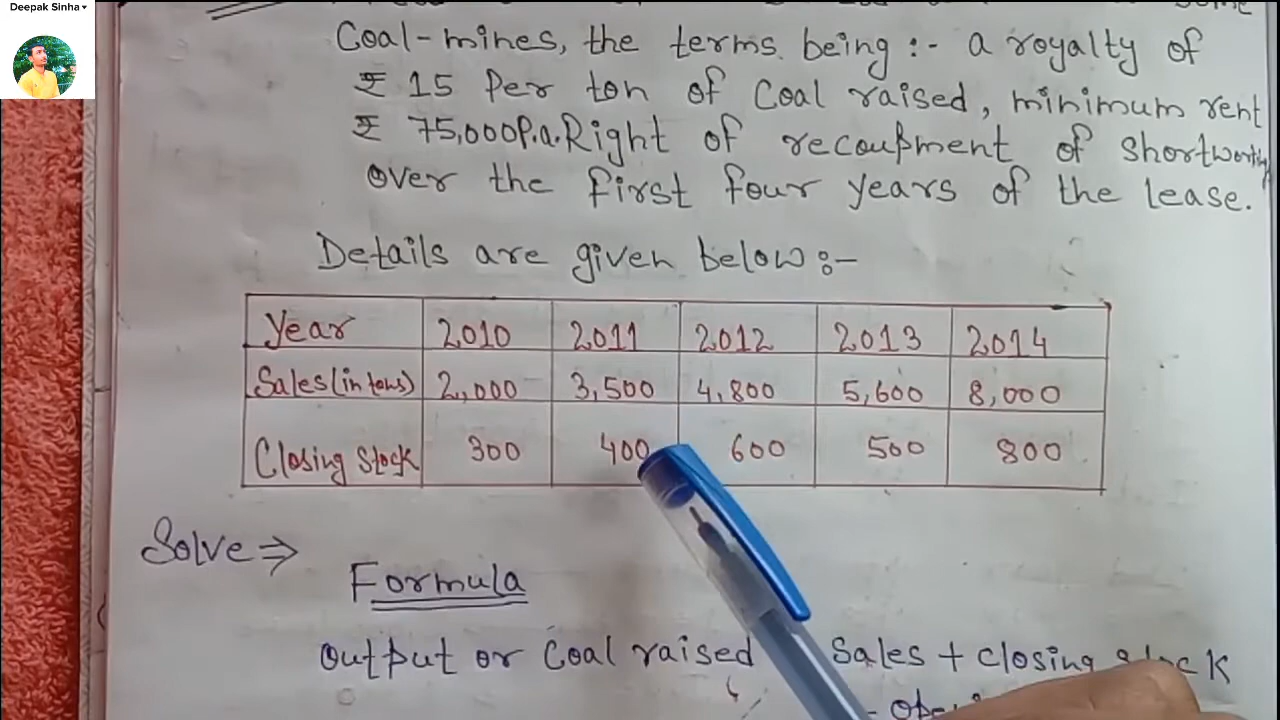 Deepak Sinha
Coal-mines, the terms being :- a royalty of
₹ 15 Per ton of Coal raised, minimum rent
₹ 75,000P.a. Right of recoupment of Shortworking
over the first four years of the lease.
Details are given below :-
Year 2010 2011 2012 2013 2014
Sales (in tons) 2,000 3,500 4,800 5,600 8,000
Closing Stock 300 400 600 500 800
Solve ⇒
Formula
Output or Coal raised Sales + Closing Stock
-